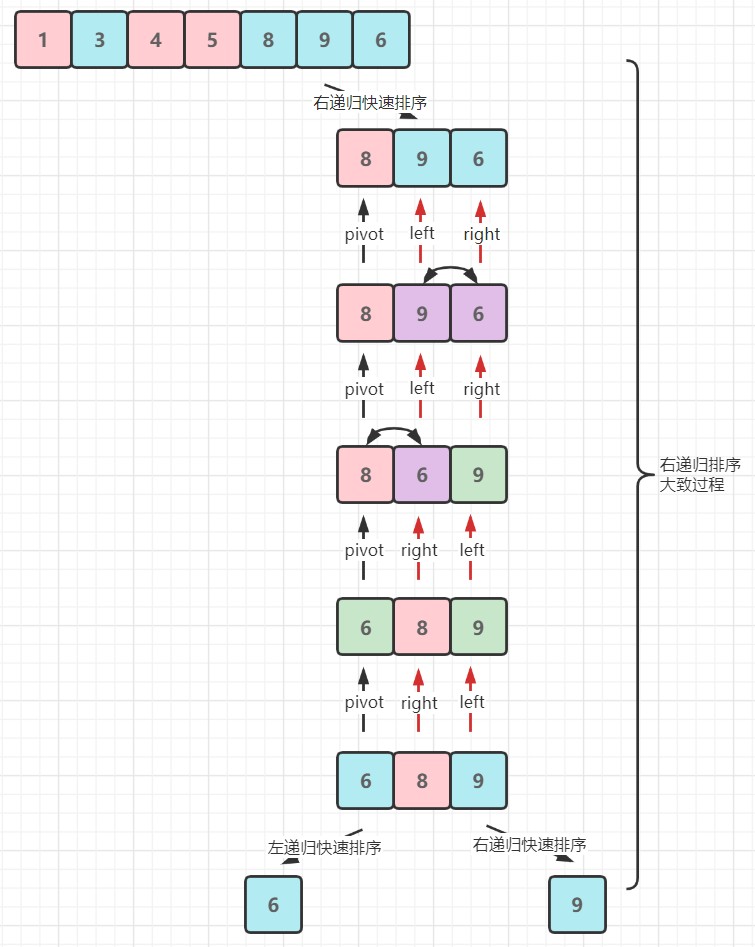 1 3 4 5 8 9 6
右递归快速排序
8 9 6
pivot left right
8 9 6
pivot left right
8 6 9
右递归排序
大致过程
pivot right left
6 8 9
pivot right left
6 8 9
左递归快速排序 右递归快速排序
6 9